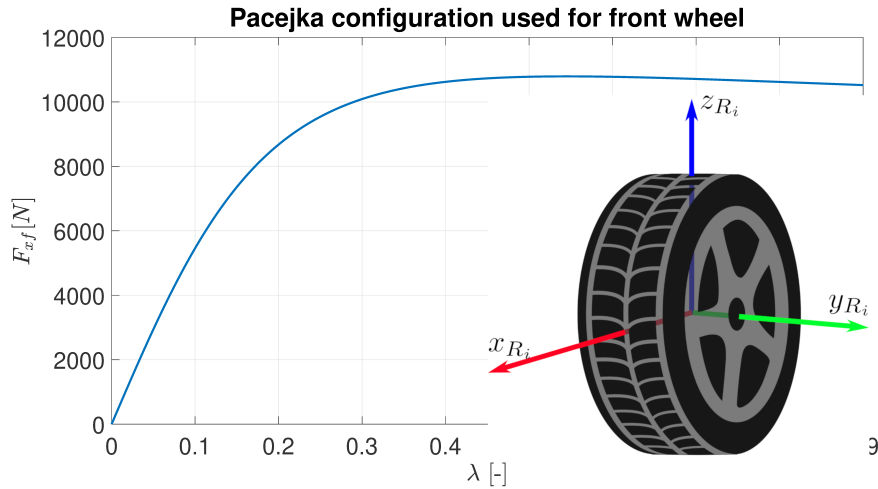 Pacejka configuration used for front wheel
12000
10000
8000
6000
4000
2000
0
F_{xf} [N]
0 0.1 0.2 0.3 0.4 9
λ [-]
z_{R_i}
y_{R_i}
x_{R_i}